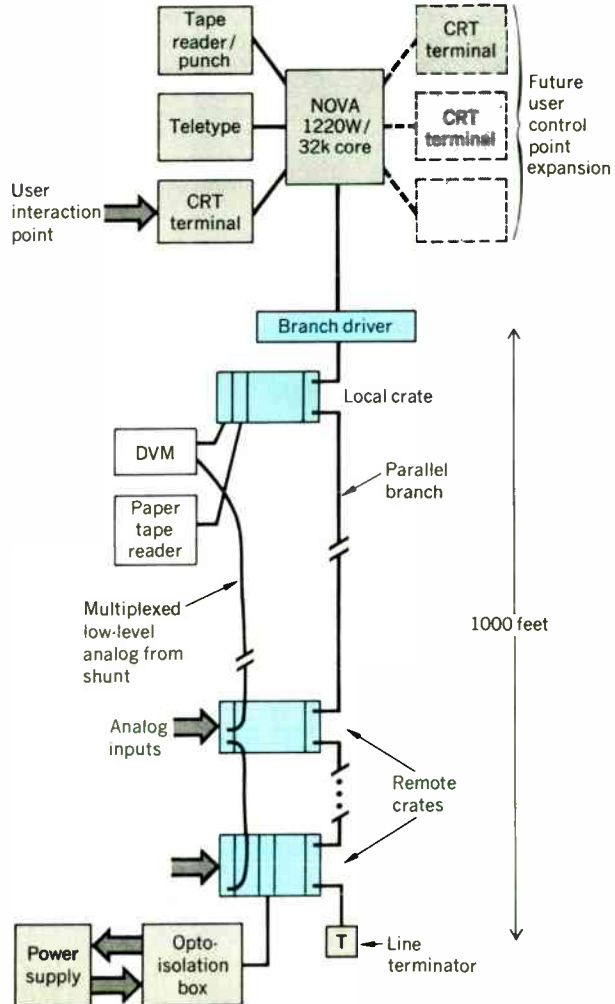 Tape
reader/
punch
NOVA
1220W/
32k core
CRT
terminal
Teletype
CRT
terminal
Future
user
control
point
expansion
User
interaction
point
CRT
terminal
Branch driver
Local crate
DVM
Parallel
branch
Paper
tape
reader
Multiplexed
low-level
analog from
shunt
1000 feet
Analog
inputs
Remote
crates
Power
supply
Opto-
isolation
box
T
Line
terminator